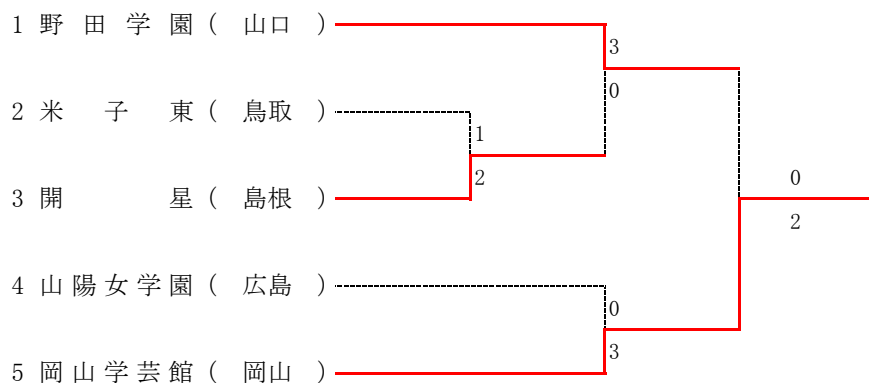 1 野田学園 ( 山口 )
3
0
2 米子東 ( 鳥取 )
1
2
3 開星 ( 島根 )
0
2
4 山陽女学園 ( 広島 )
0
3
5 岡山学芸館 ( 岡山 )